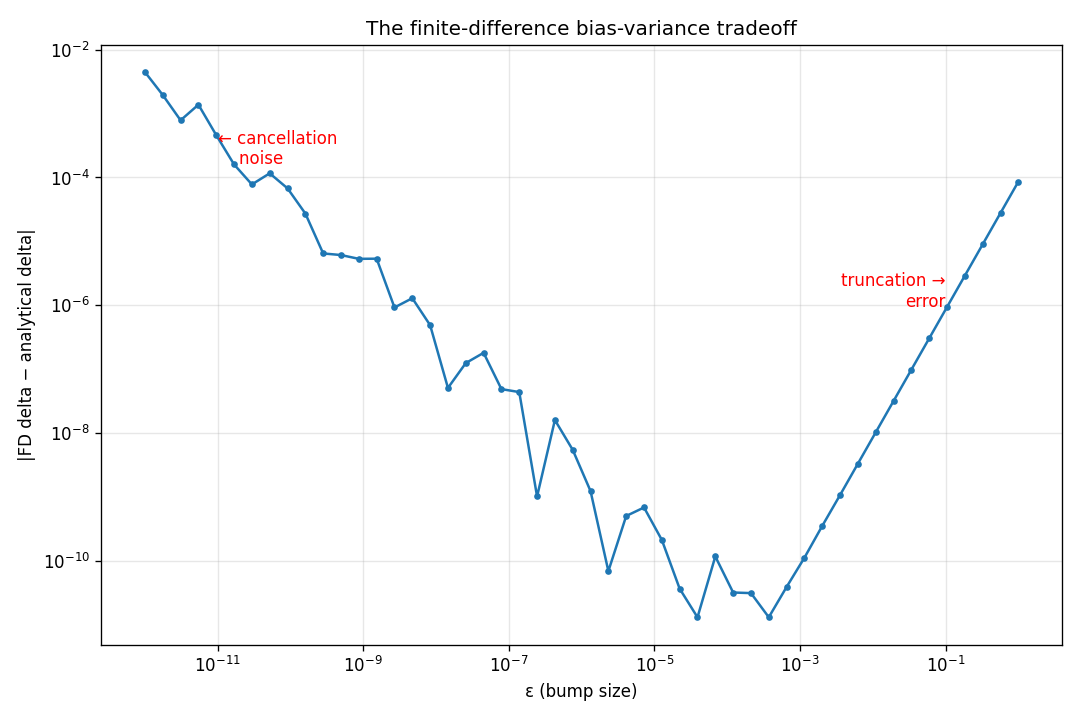 The finite-difference bias-variance tradeoff
|FD delta − analytical delta|
10⁻²
10⁻⁴
10⁻⁶
10⁻⁸
10⁻¹⁰
← cancellation
noise
truncation →
error
10⁻¹¹ 10⁻⁹ 10⁻⁷ 10⁻⁵ 10⁻³ 10⁻¹
ε (bump size)